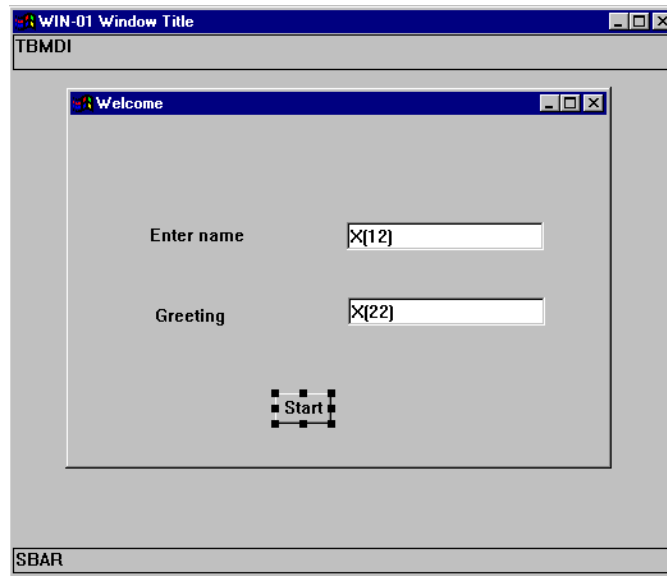 WIN-01 Window Title
TBMDI
Welcome
Enter name
X(12)
Greeting
X(22)
Start
SBAR